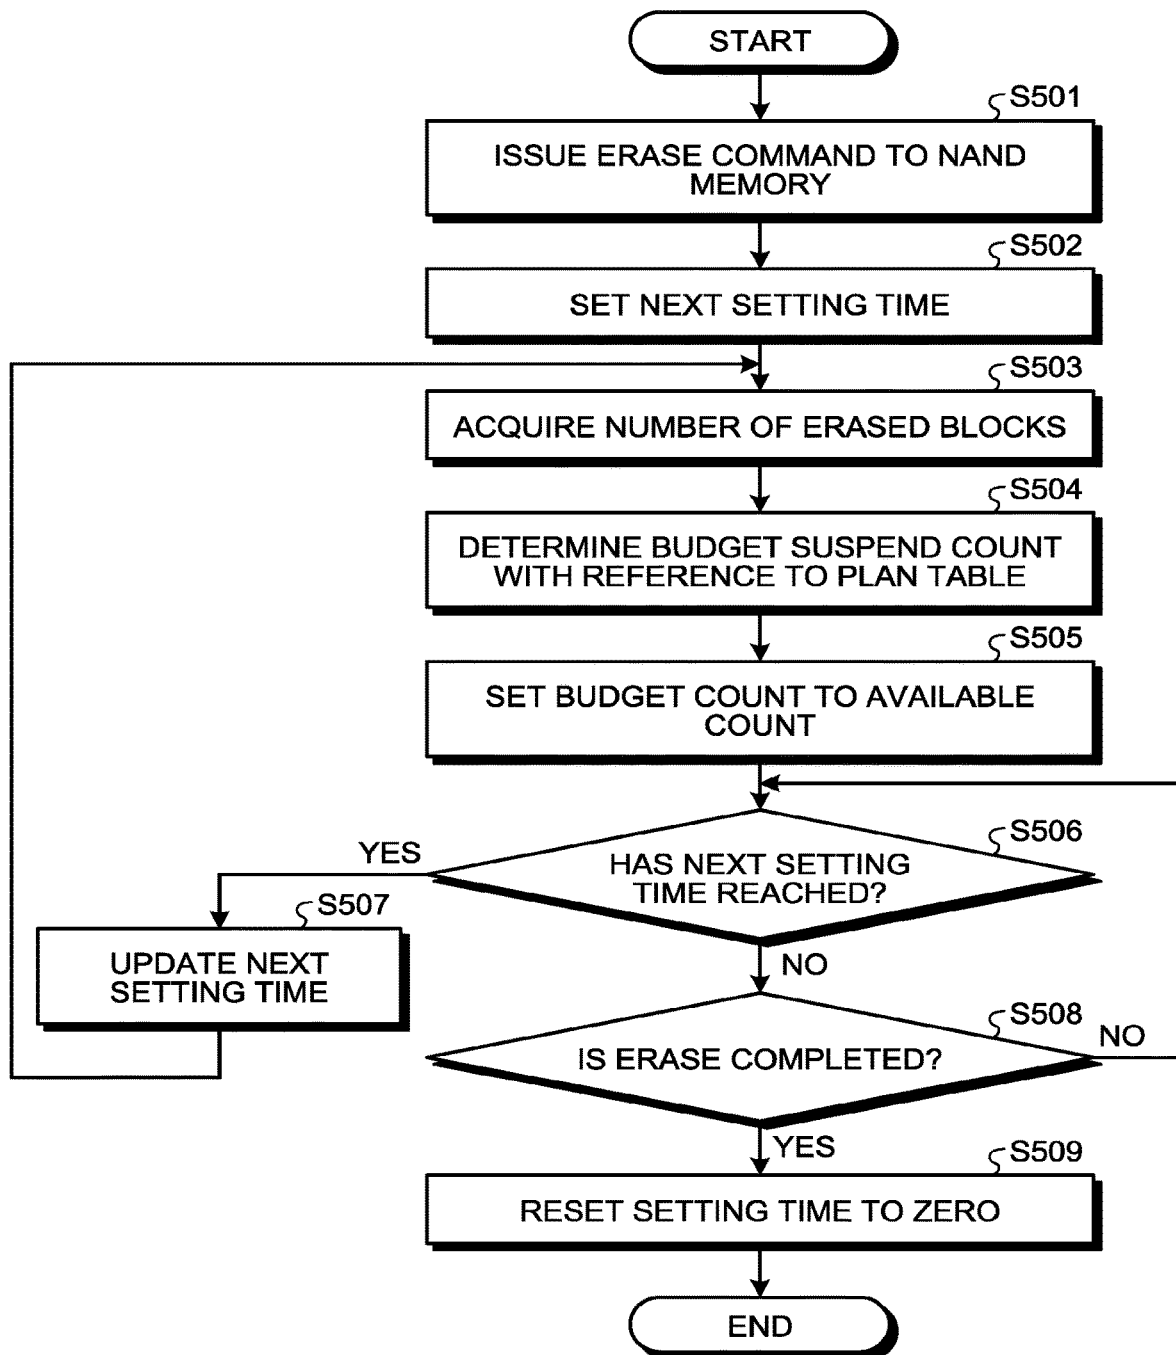 START
S501
ISSUE ERASE COMMAND TO NAND
MEMORY
S502
SET NEXT SETTING TIME
S503
ACQUIRE NUMBER OF ERASED BLOCKS
S504
DETERMINE BUDGET SUSPEND COUNT
WITH REFERENCE TO PLAN TABLE
S505
SET BUDGET COUNT TO AVAILABLE
COUNT
S506
YES
HAS NEXT SETTING
TIME REACHED?
S507
UPDATE NEXT
SETTING TIME
NO
S508
IS ERASE COMPLETED?
NO
YES
S509
RESET SETTING TIME TO ZERO
END